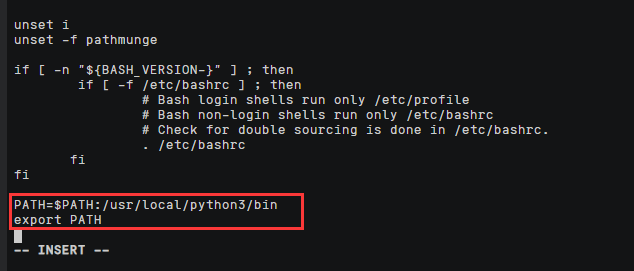 unset i
unset -f pathmunge
if [ -n "${BASH_VERSION-}" ] ; then
        if [ -f /etc/bashrc ] ; then
                # Bash login shells run only /etc/profile
                # Bash non-login shells run only /etc/bashrc
                # Check for double sourcing is done in /etc/bashrc.
                . /etc/bashrc
       fi
fi
PATH=$PATH:/usr/local/python3/bin
export PATH
-- INSERT --